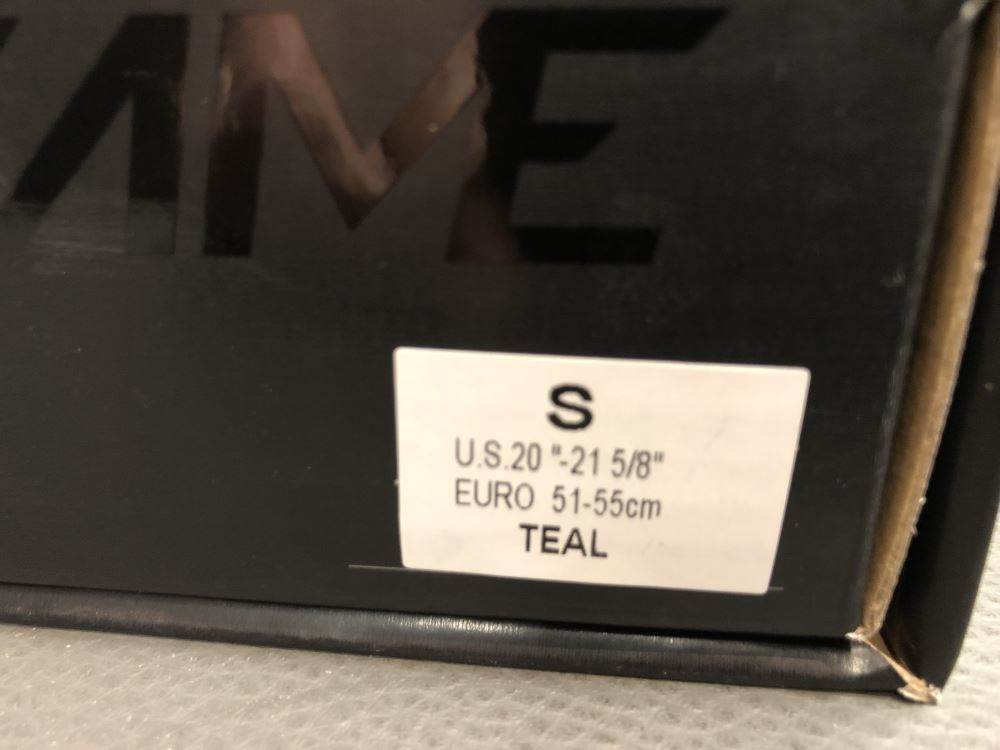 S
U.S.20 "-21 5/8"
EURO 51-55cm
TEAL